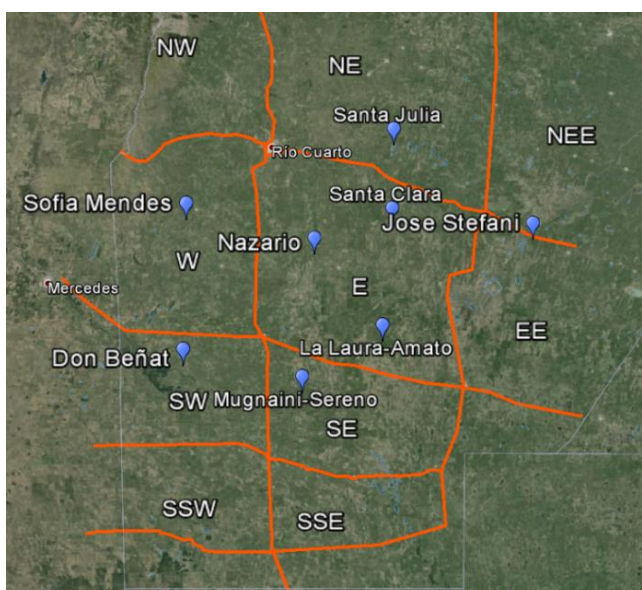 NW
NE
Santa Julia
NEE
Río Cuarto
Santa Clara
Sofia Mendes
Jose Stefani
Nazario
W
Mercedes
E
EE
La Laura-Amato
Don Beñat
SW
Mugnaini-Sereno
SE
SSW
SSE